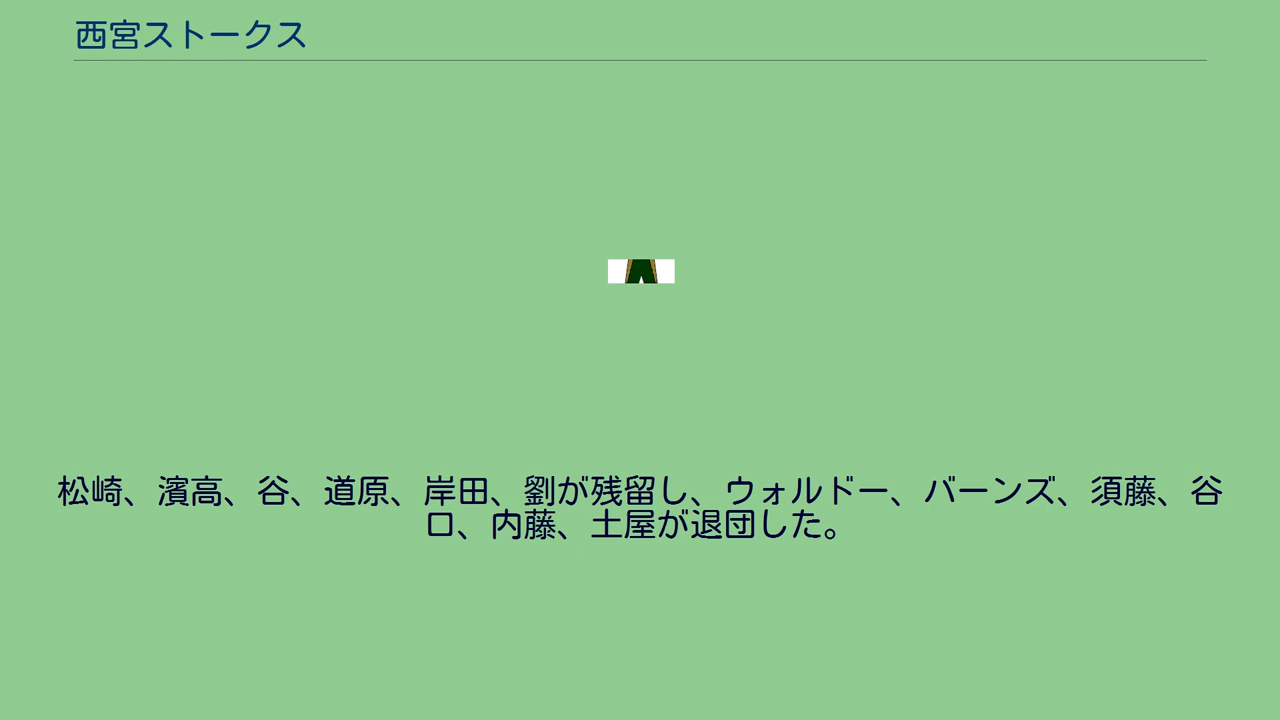 西宮ストークス
松崎、濱高、谷、道原、岸田、劉が残留し、ウォルドー、バーンズ、須藤、谷
口、内藤、土屋が退団した。